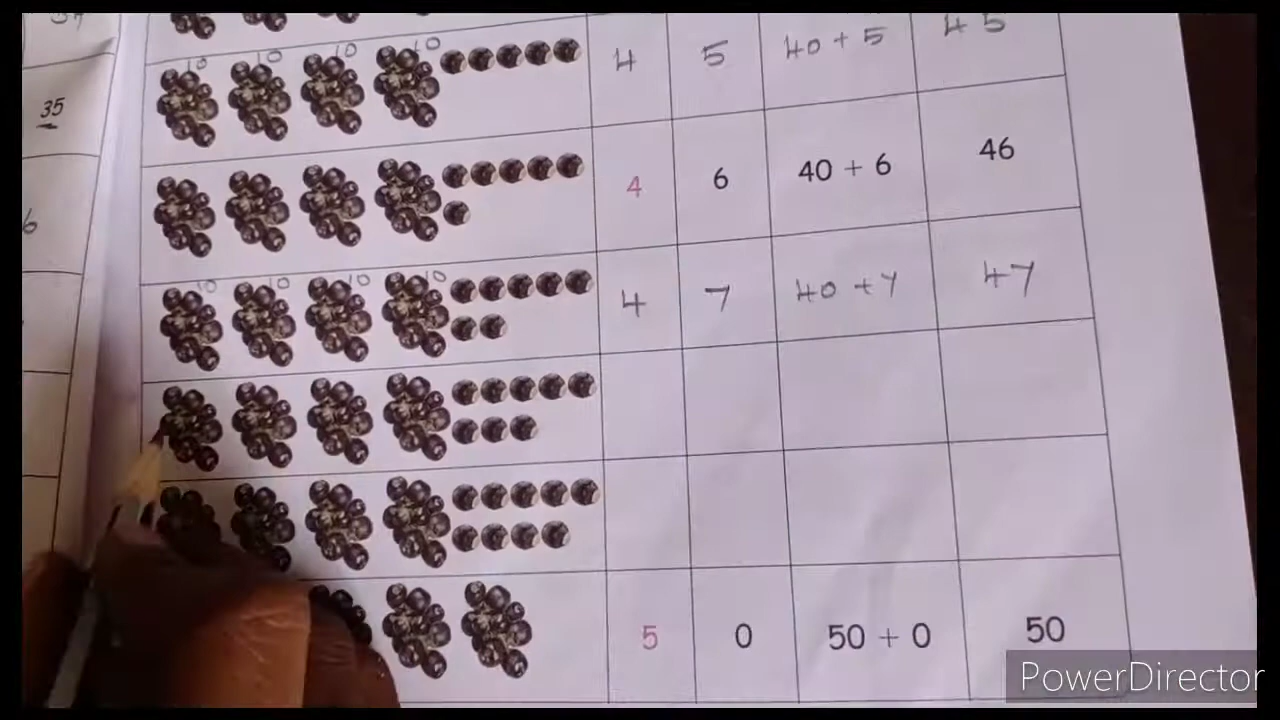 35
10 10 10 10 4 5 40 + 5 45
4 6 40 + 6 46
10 10 10 10 4 7 40 + 7 47
5 0 50 + 0 50
PowerDirector